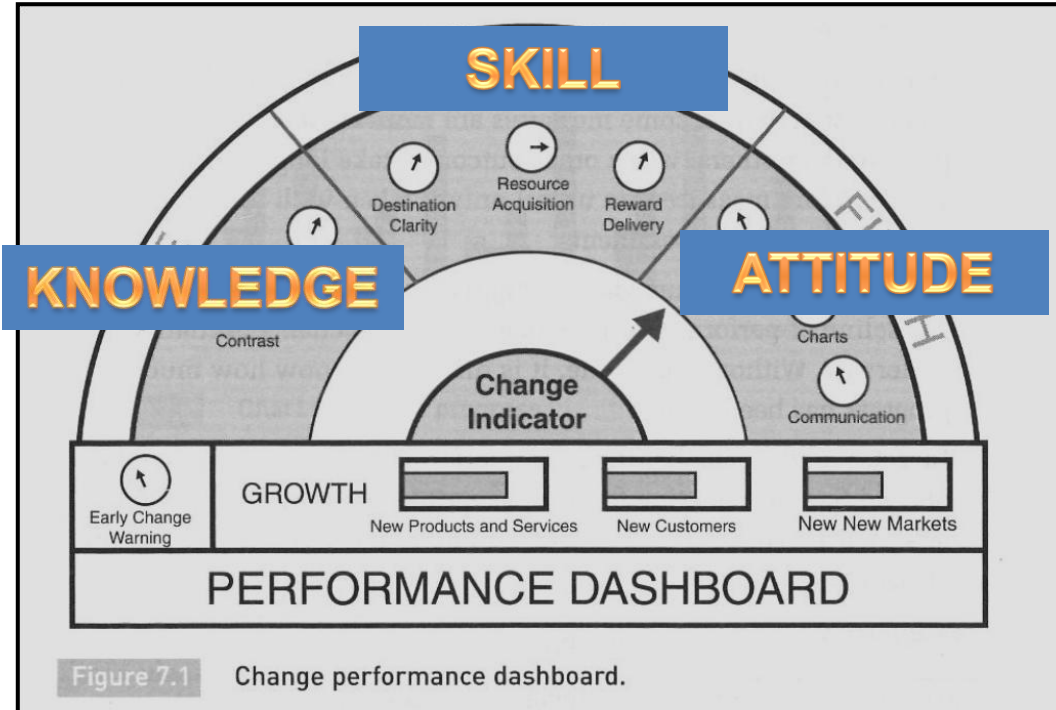 SKILL
KNOWLEDGE
ATTITUDE
Destination
Clarity
Resource
Acquisition
Reward
Delivery
Contrast
Charts
Communication
Change
Indicator
Early Change
Warning
GROWTH
New Products and Services
New Customers
New New Markets
PERFORMANCE DASHBOARD
Figure 7.1 Change performance dashboard.